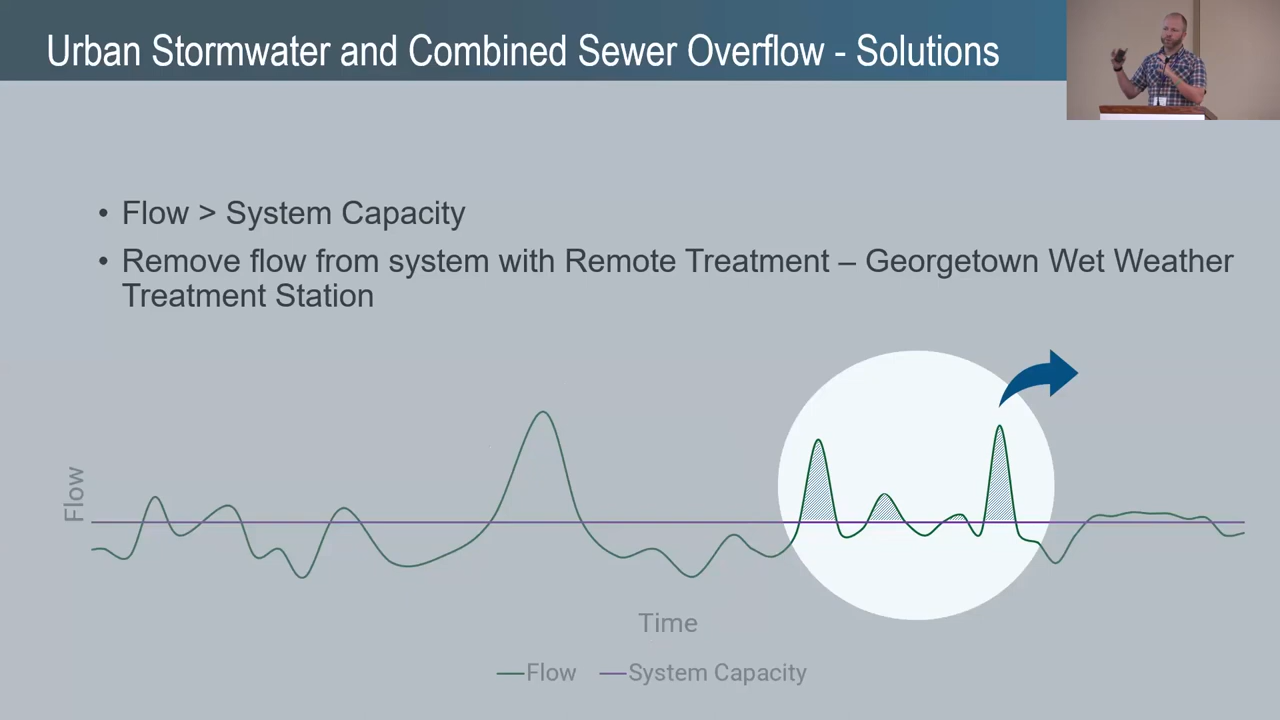 Urban Stormwater and Combined Sewer Overflow - Solutions
• Flow > System Capacity
• Remove flow from system with Remote Treatment – Georgetown Wet Weather
Treatment Station
Flow
Time
Flow
System Capacity